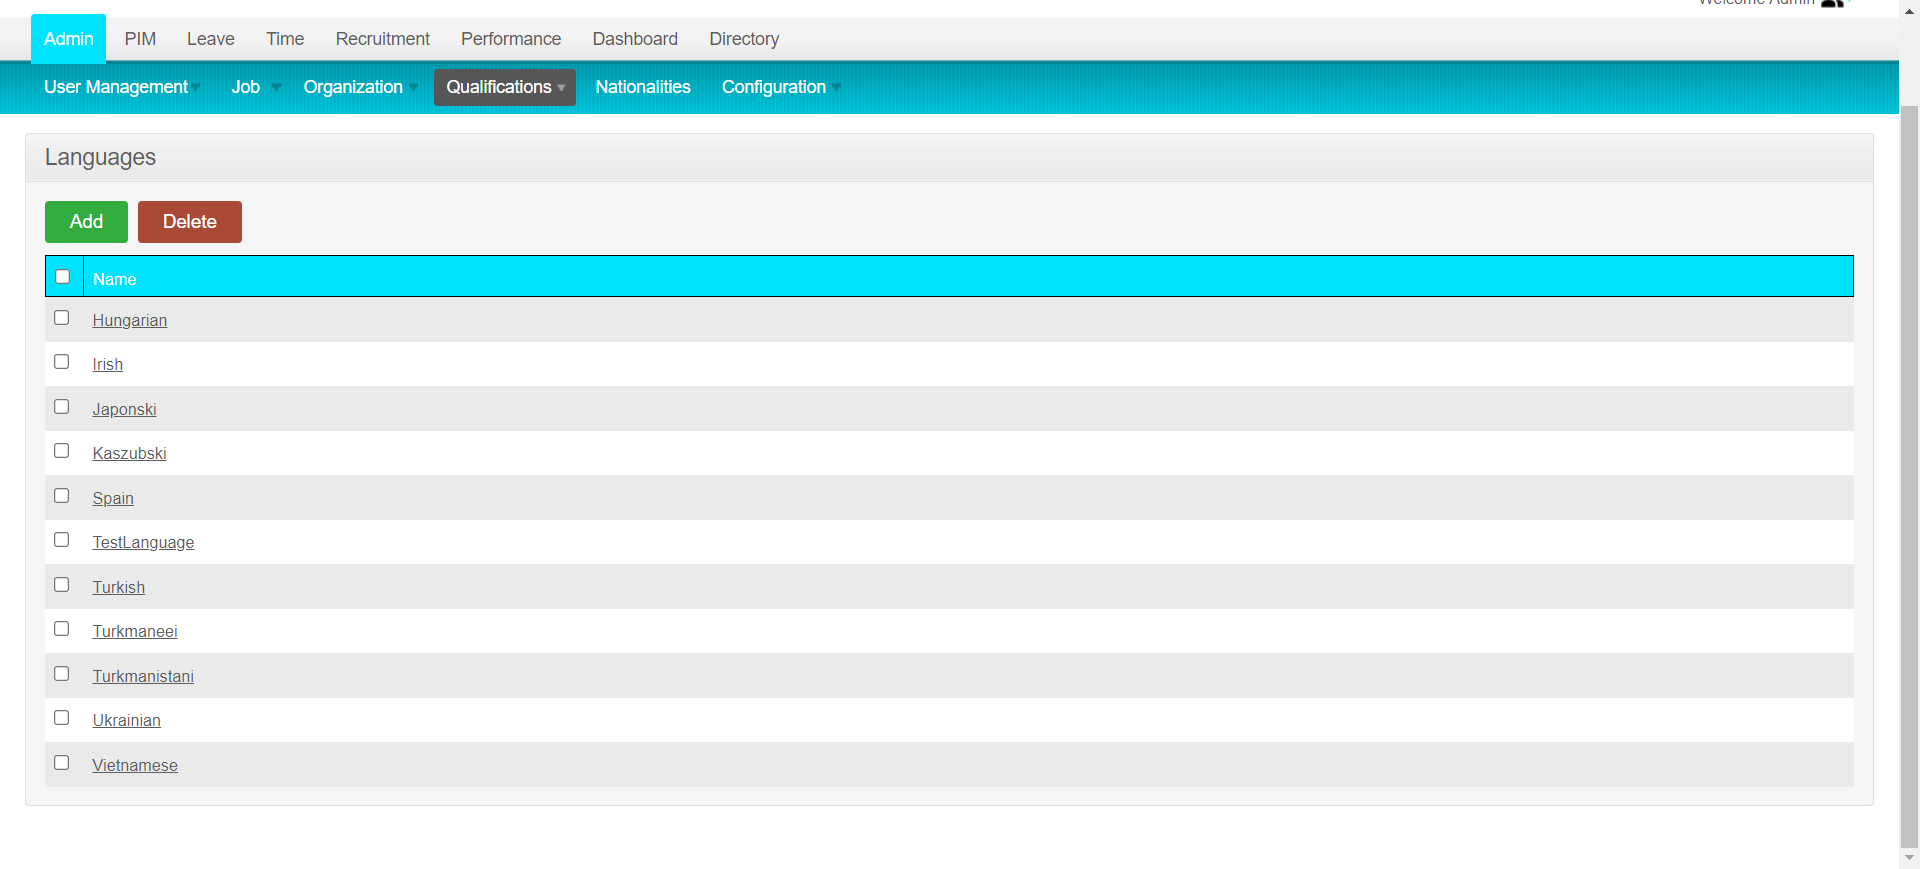 Welcome Admin
Admin PIM Leave Time Recruitment Performance Dashboard Directory
User Management Job Organization Qualifications Nationalities Configuration
Languages
Add Delete
Name
Hungarian
Irish
Japonski
Kaszubski
Spain
TestLanguage
Turkish
Turkmaneei
Turkmanistani
Ukrainian
Vietnamese